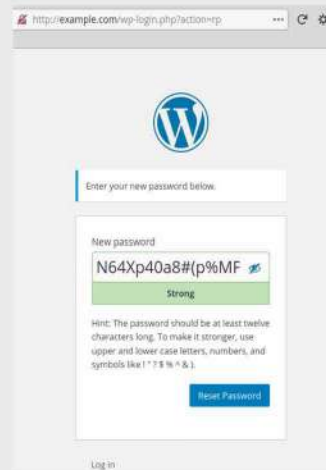 http://example.com/wp-login.php?action=rp
Enter your new password below.
New password
N64Xp40a8#(p%MF
Strong
Hint: The password should be at least twelve
characters long. To make it stronger, use
upper and lower case letters, numbers, and
symbols like ! " ? $ % ^ & ).
Reset Password
Log in